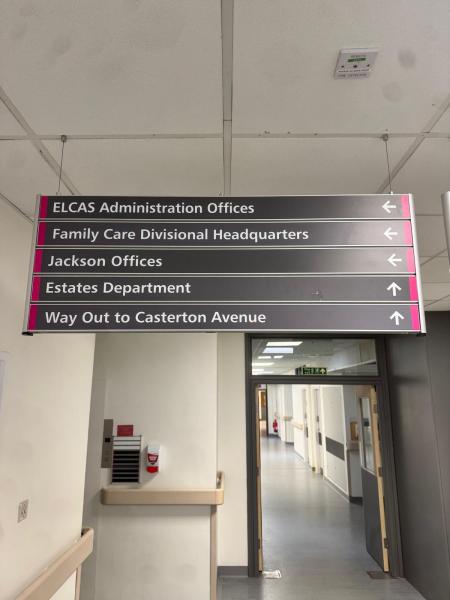 ELCAS Administration Offices ←
Family Care Divisional Headquarters ←
Jackson Offices ←
Estates Department ↑
Way Out to Casterton Avenue ↑